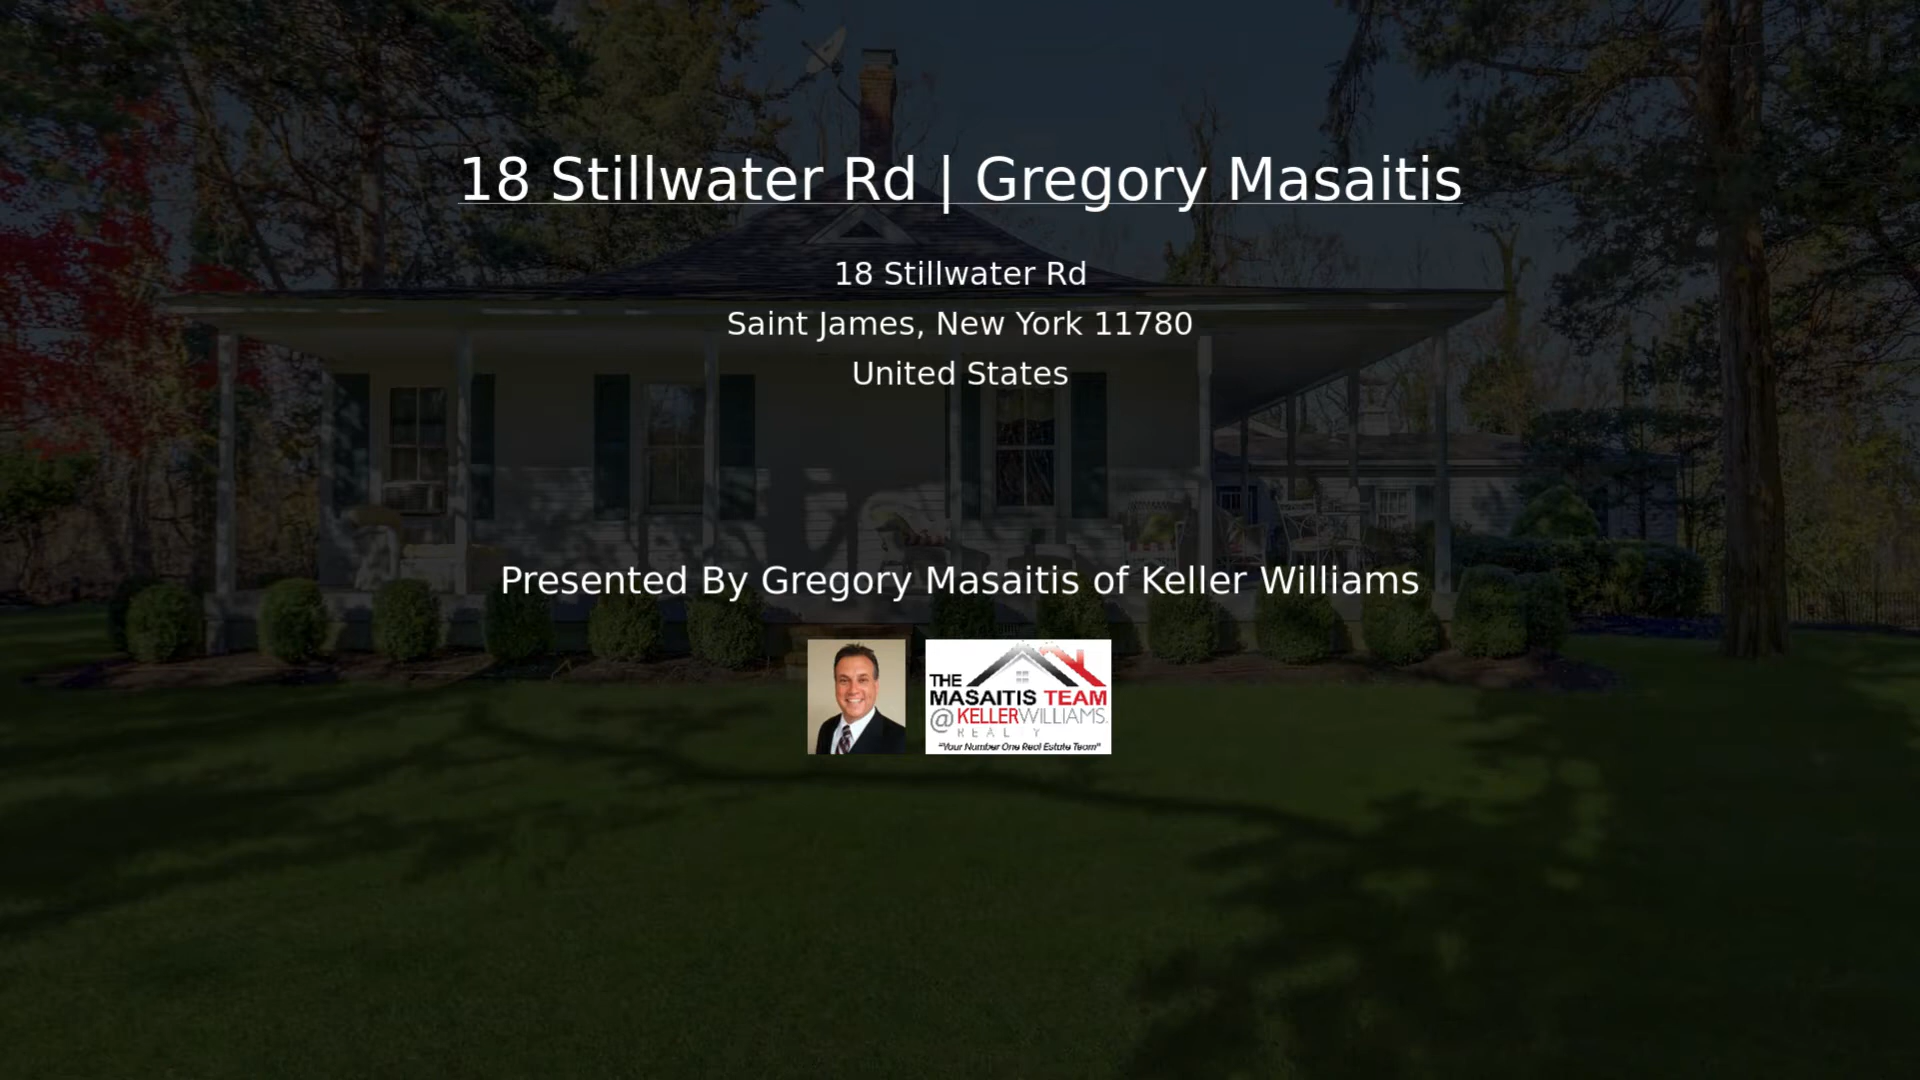 18 Stillwater Rd | Gregory Masaitis
18 Stillwater Rd
Saint James, New York 11780
United States
Presented By Gregory Masaitis of Keller Williams
THE
MASAITIS TEAM
@KELLERWILLIAMS.
REALTY
"Your Number One Real Estate Team"